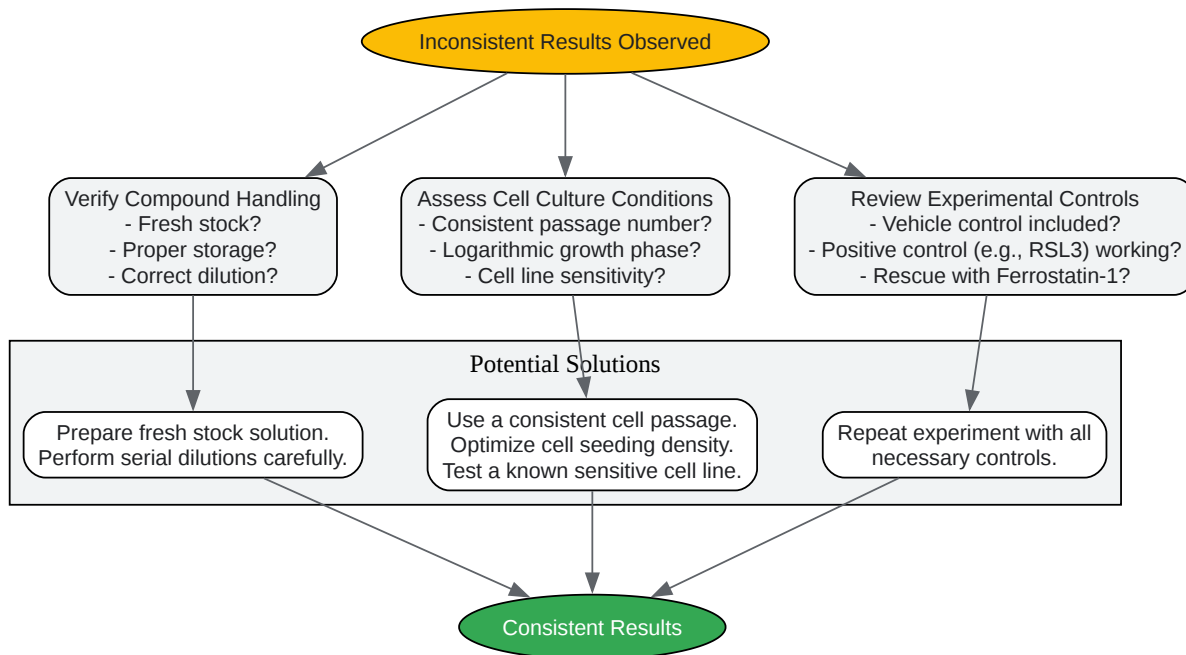 Inconsistent Results Observed
Verify Compound Handling
- Fresh stock?
- Proper storage?
- Correct dilution?
Assess Cell Culture Conditions
- Consistent passage number?
- Logarithmic growth phase?
- Cell line sensitivity?
Review Experimental Controls
- Vehicle control included?
- Positive control (e.g., RSL3) working?
- Rescue with Ferrostatin-1?
Potential Solutions
Prepare fresh stock solution.
Perform serial dilutions carefully.
Use a consistent cell passage.
Optimize cell seeding density.
Test a known sensitive cell line.
Repeat experiment with all
necessary controls.
Consistent Results